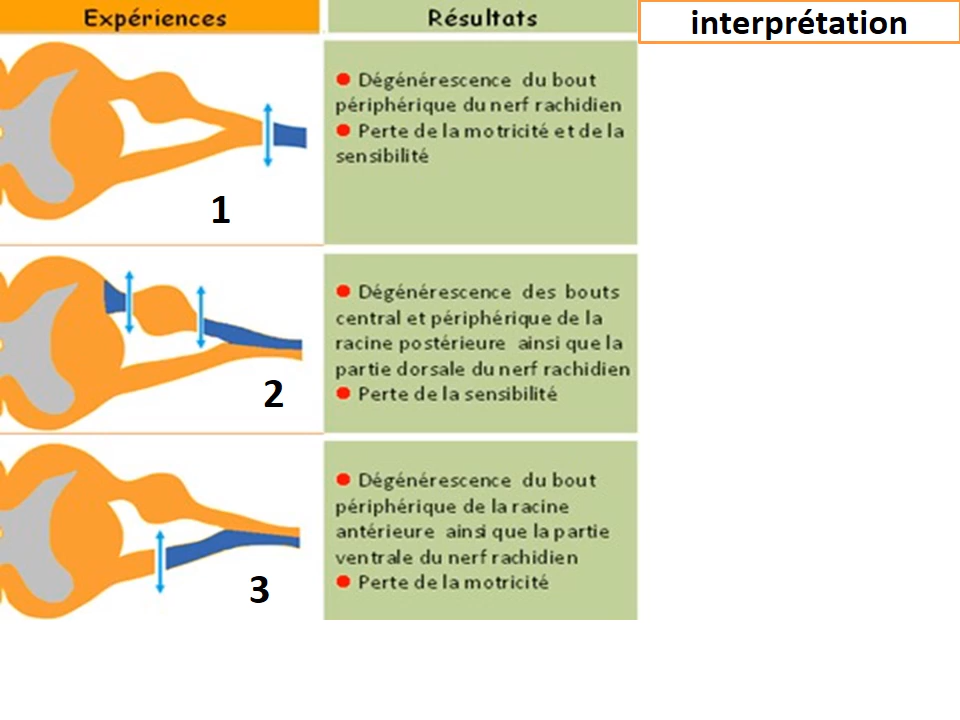 Expériences
Résultats
interprétation
1
Dégénérescence du bout
périphérique du nerf rachidien
Perte de la motricité et de la
sensibilité
2
Dégénérescence des bouts
central et périphérique de la
racine postérieure ainsi que la
partie dorsale du nerf rachidien
Perte de la sensibilité
3
Dégénérescence du bout
périphérique de la racine
antérieure ainsi que la partie
ventrale du nerf rachidien
Perte de la motricité